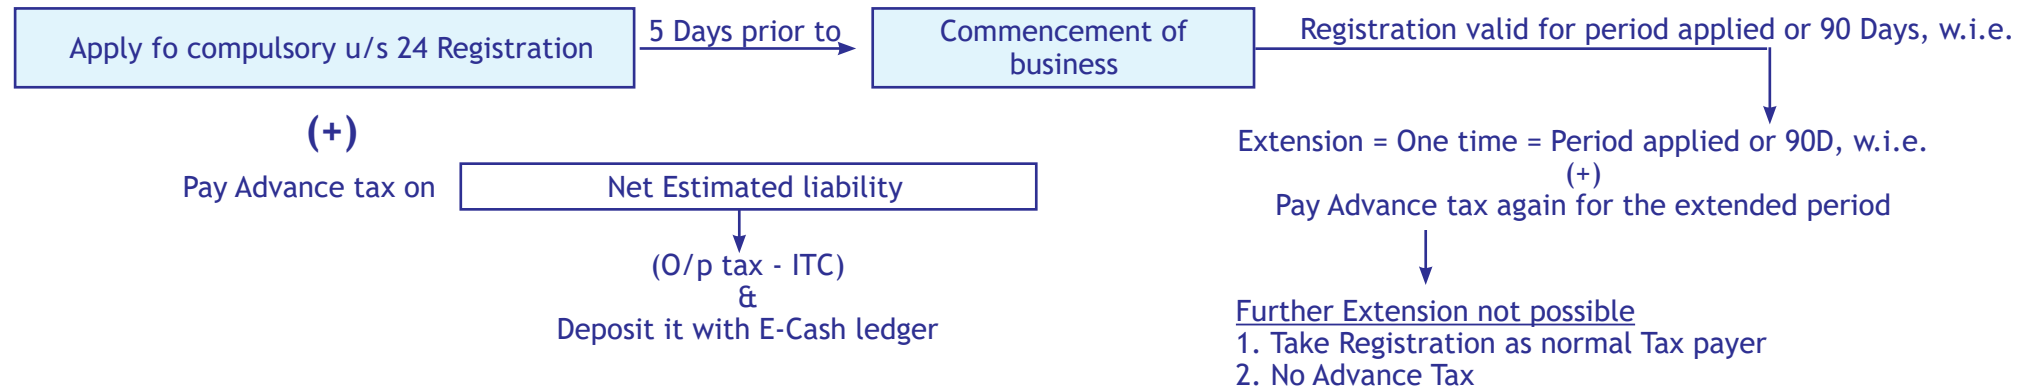 Apply fo compulsory u/s 24 Registration
5 Days prior to
Commencement of
business
Registration valid for period applied or 90 Days, w.i.e.
(+)
Pay Advance tax on
Net Estimated liability
(O/p tax - ITC)
&
Deposit it with E-Cash ledger
Extension = One time = Period applied or 90D, w.i.e.
(+)
Pay Advance tax again for the extended period
Further Extension not possible
1. Take Registration as normal Tax payer
2. No Advance Tax